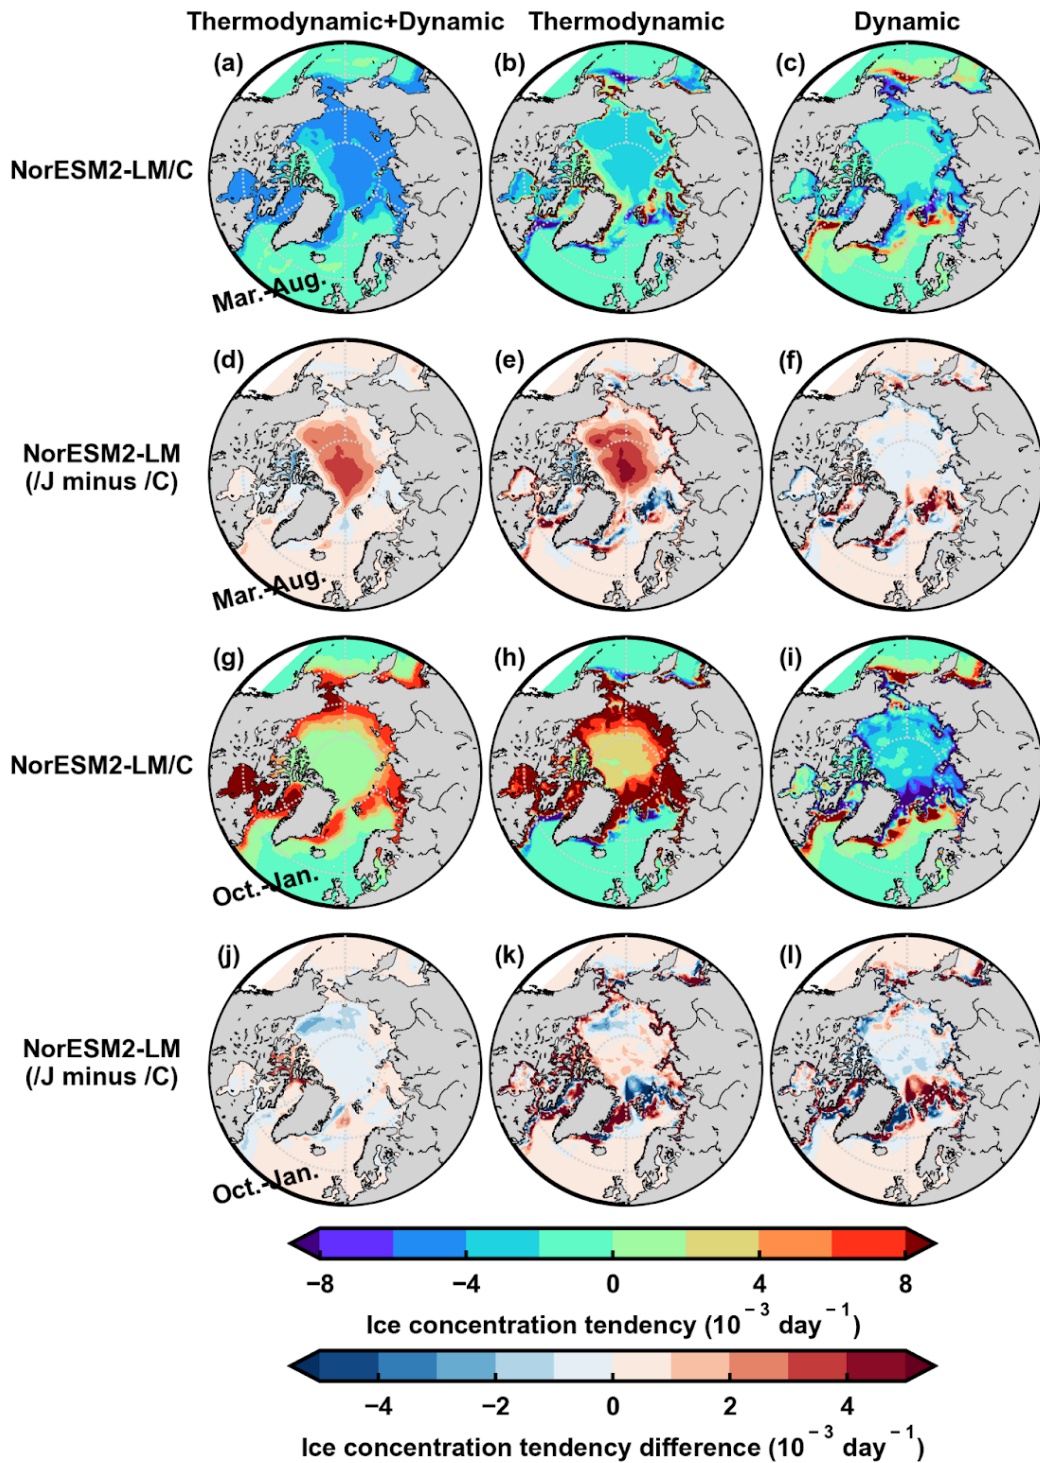 Thermodynamic+Dynamic Thermodynamic Dynamic
(a) (b) (c)
NorESM2-LM/C
Mar.-Aug.
(d) (e) (f)
NorESM2-LM
(/J minus /C)
Mar.-Aug.
(g) (h) (i)
NorESM2-LM/C
Oct.-Jan.
(j) (k) (l)
NorESM2-LM
(/J minus /C)
Oct.-Jan.
−8 −4 0 4 8
Ice concentration tendency (10⁻³ day⁻¹)
−4 −2 0 2 4
Ice concentration tendency difference (10⁻³ day⁻¹)